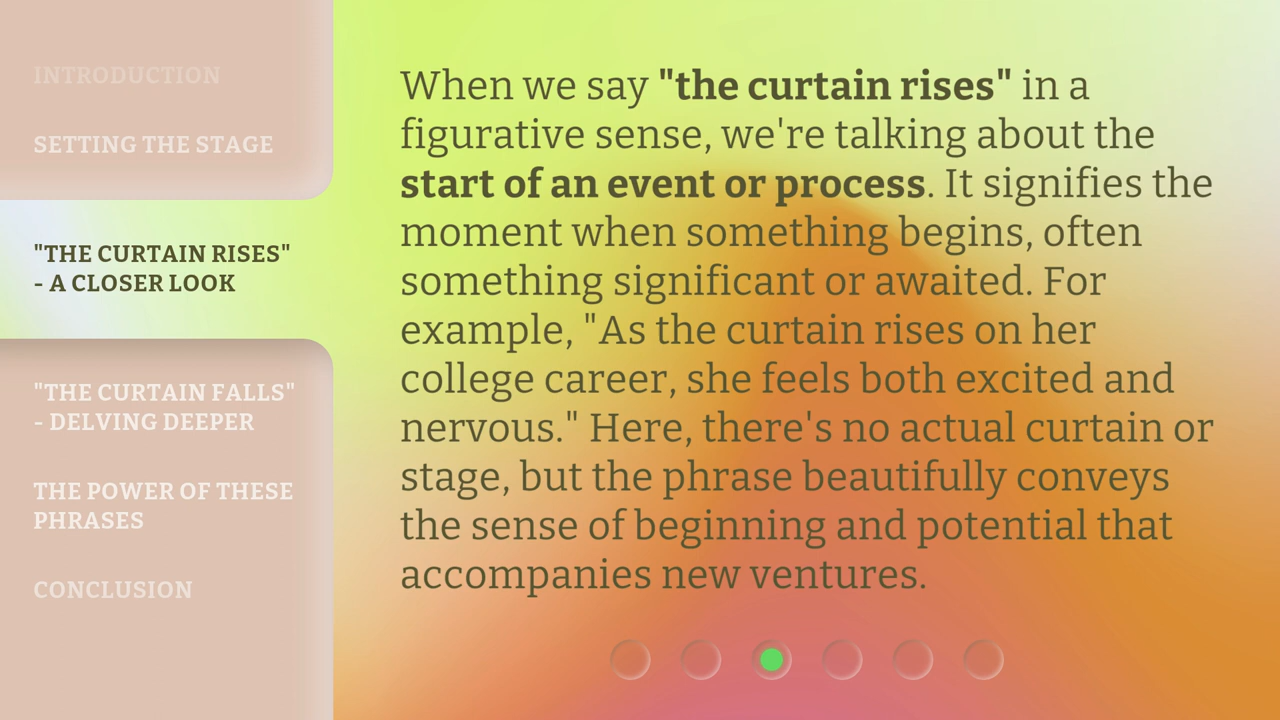 INTRODUCTION
SETTING THE STAGE
"THE CURTAIN RISES"
- A CLOSER LOOK
"THE CURTAIN FALLS"
- DELVING DEEPER
THE POWER OF THESE
PHRASES
CONCLUSION
When we say "the curtain rises" in a
figurative sense, we're talking about the
start of an event or process. It signifies the
moment when something begins, often
something significant or awaited. For
example, "As the curtain rises on her
college career, she feels both excited and
nervous." Here, there's no actual curtain or
stage, but the phrase beautifully conveys
the sense of beginning and potential that
accompanies new ventures.